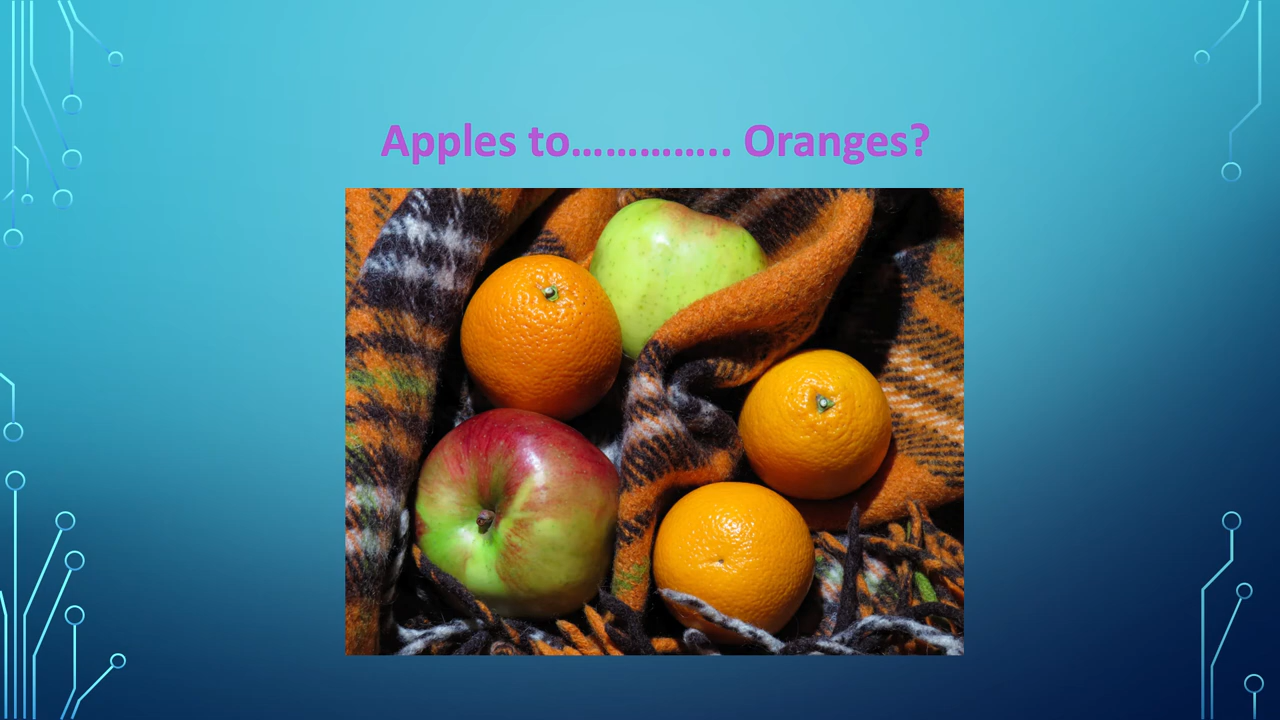 Apples to………….. Oranges?